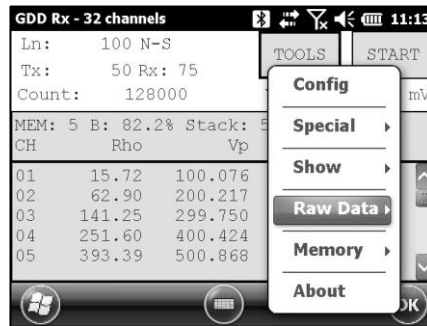 GDD Rx - 32 channels 11:13
Ln: 100 N-S
TOOLS START
Tx: 50 Rx: 75
Count: 128000 mV
MEM: 5 B: 82.2% Stack: 5
CH Rho Vp
01 15.72 100.076
02 62.90 200.217
03 141.25 299.750
04 251.60 400.424
05 393.39 500.868
Config
Special
Show
Raw Data
Memory
About
OK